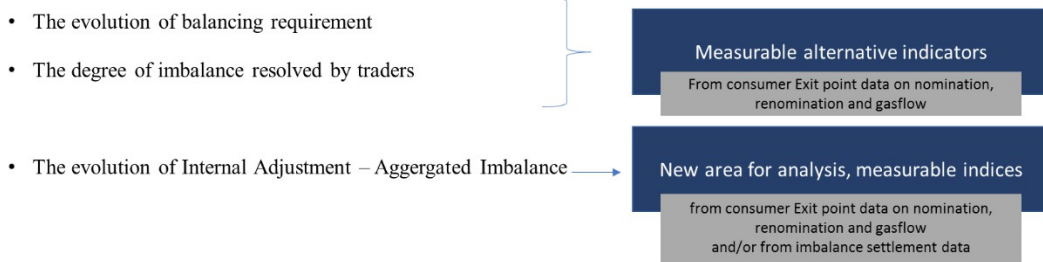 • The evolution of balancing requirement
• The degree of imbalance resolved by traders
Measurable alternative indicators
From consumer Exit point data on nomination,
renomination and gasflow
• The evolution of Internal Adjustment – Aggergated Imbalance
New area for analysis, measurable indices
from consumer Exit point data on nomination,
renomination and gasflow
and/or from imbalance settlement data